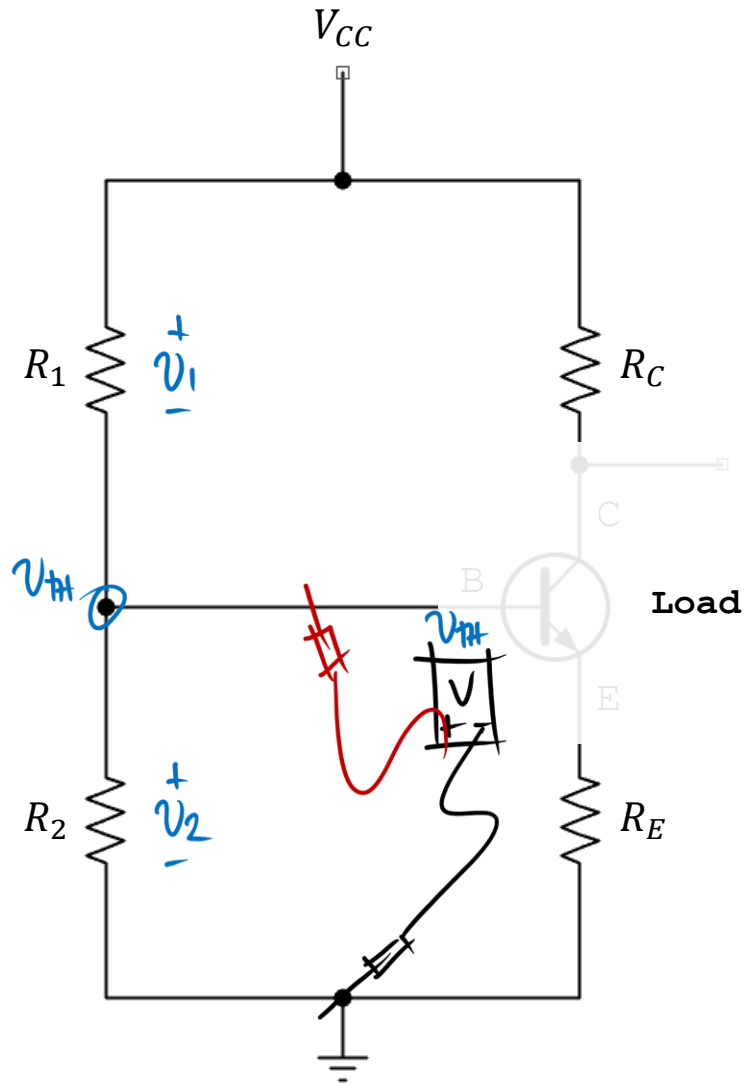 V_CC
+
R_1 v_1 R_C
−
C
v_TH B Load
v_TH
V
E
+ −
+
R_2 v_2 R_E
−